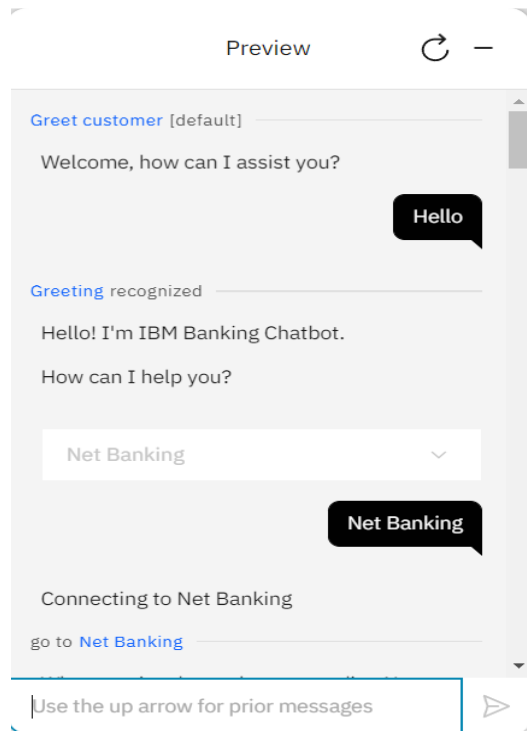 Preview
Greet customer [default]
Welcome, how can I assist you?
Hello
Greeting recognized
Hello! I'm IBM Banking Chatbot.
How can I help you?
Net Banking
Net Banking
Connecting to Net Banking
go to Net Banking
Use the up arrow for prior messages